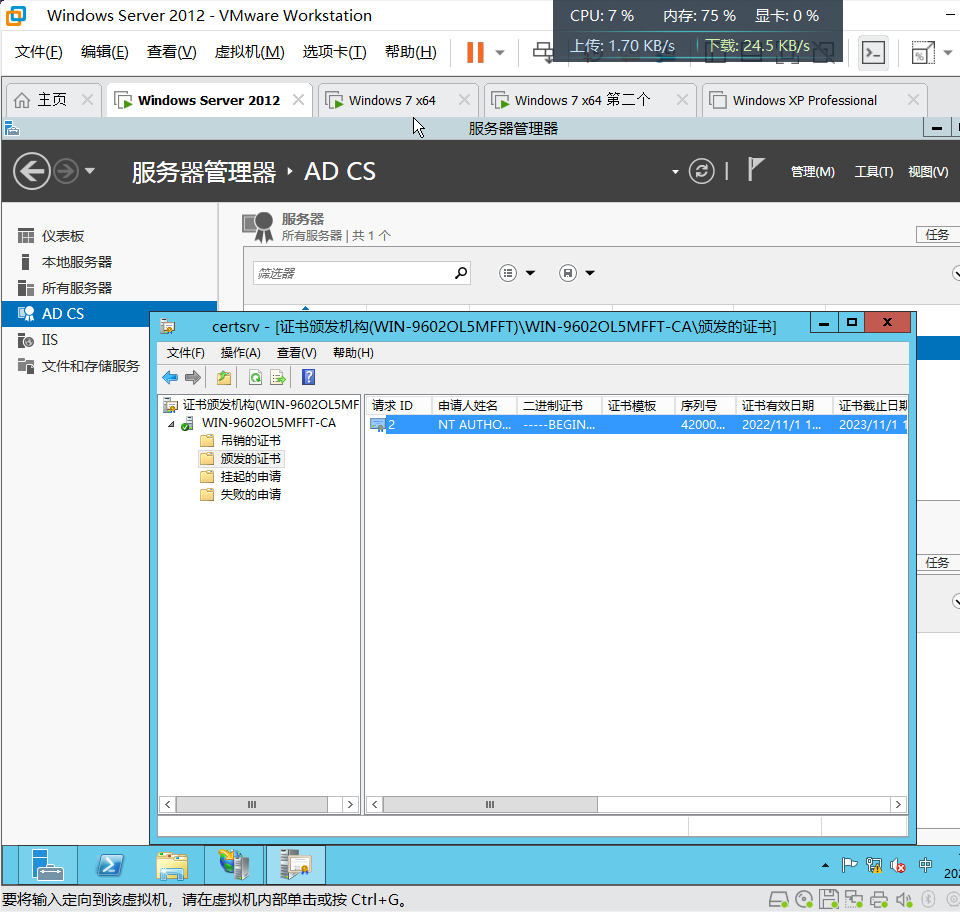 Windows Server 2012 - VMware Workstation
CPU: 7 % 内存: 75 % 显卡: 0 %
上传: 1.70 KB/s 下载: 24.5 KB/s
文件(F) 编辑(E) 查看(V) 虚拟机(M) 选项卡(T) 帮助(H)
主页 Windows Server 2012 Windows 7 x64 Windows 7 x64 第二个 Windows XP Professional
服务器管理器
服务器管理器 AD CS 管理(M) 工具(T) 视图(V)
仪表板
本地服务器
所有服务器
AD CS
IIS
文件和存储服务
服务器
所有服务器 | 共 1 个
任务
筛选器
certsrv - [证书颁发机构(WIN-9602OL5MFFT)\WIN-9602OL5MFFT-CA\颁发的证书]
文件(F) 操作(A) 查看(V) 帮助(H)
证书颁发机构(WIN-9602OL5MF
WIN-9602OL5MFFT-CA
吊销的证书
颁发的证书
挂起的申请
失败的申请
请求 ID 申请人姓名 二进制证书 证书模板 序列号 证书有效日期 证书截止日期
2 NT AUTHO... -----BEGIN... 42000... 2022/11/1 1... 2023/11/1 1
任务
中
要将输入定向到该虚拟机，请在虚拟机内部单击或按 Ctrl+G。